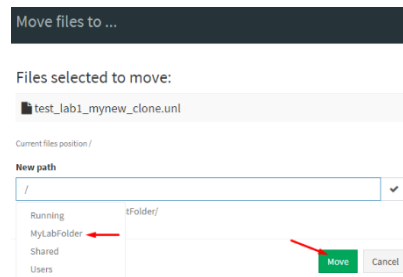 Move files to ...
Files selected to move:
test_lab1_mynew_clone.unl
Current files position /
New path
/
Running
tFolder/
MyLabFolder
Shared
Users
Move Cancel